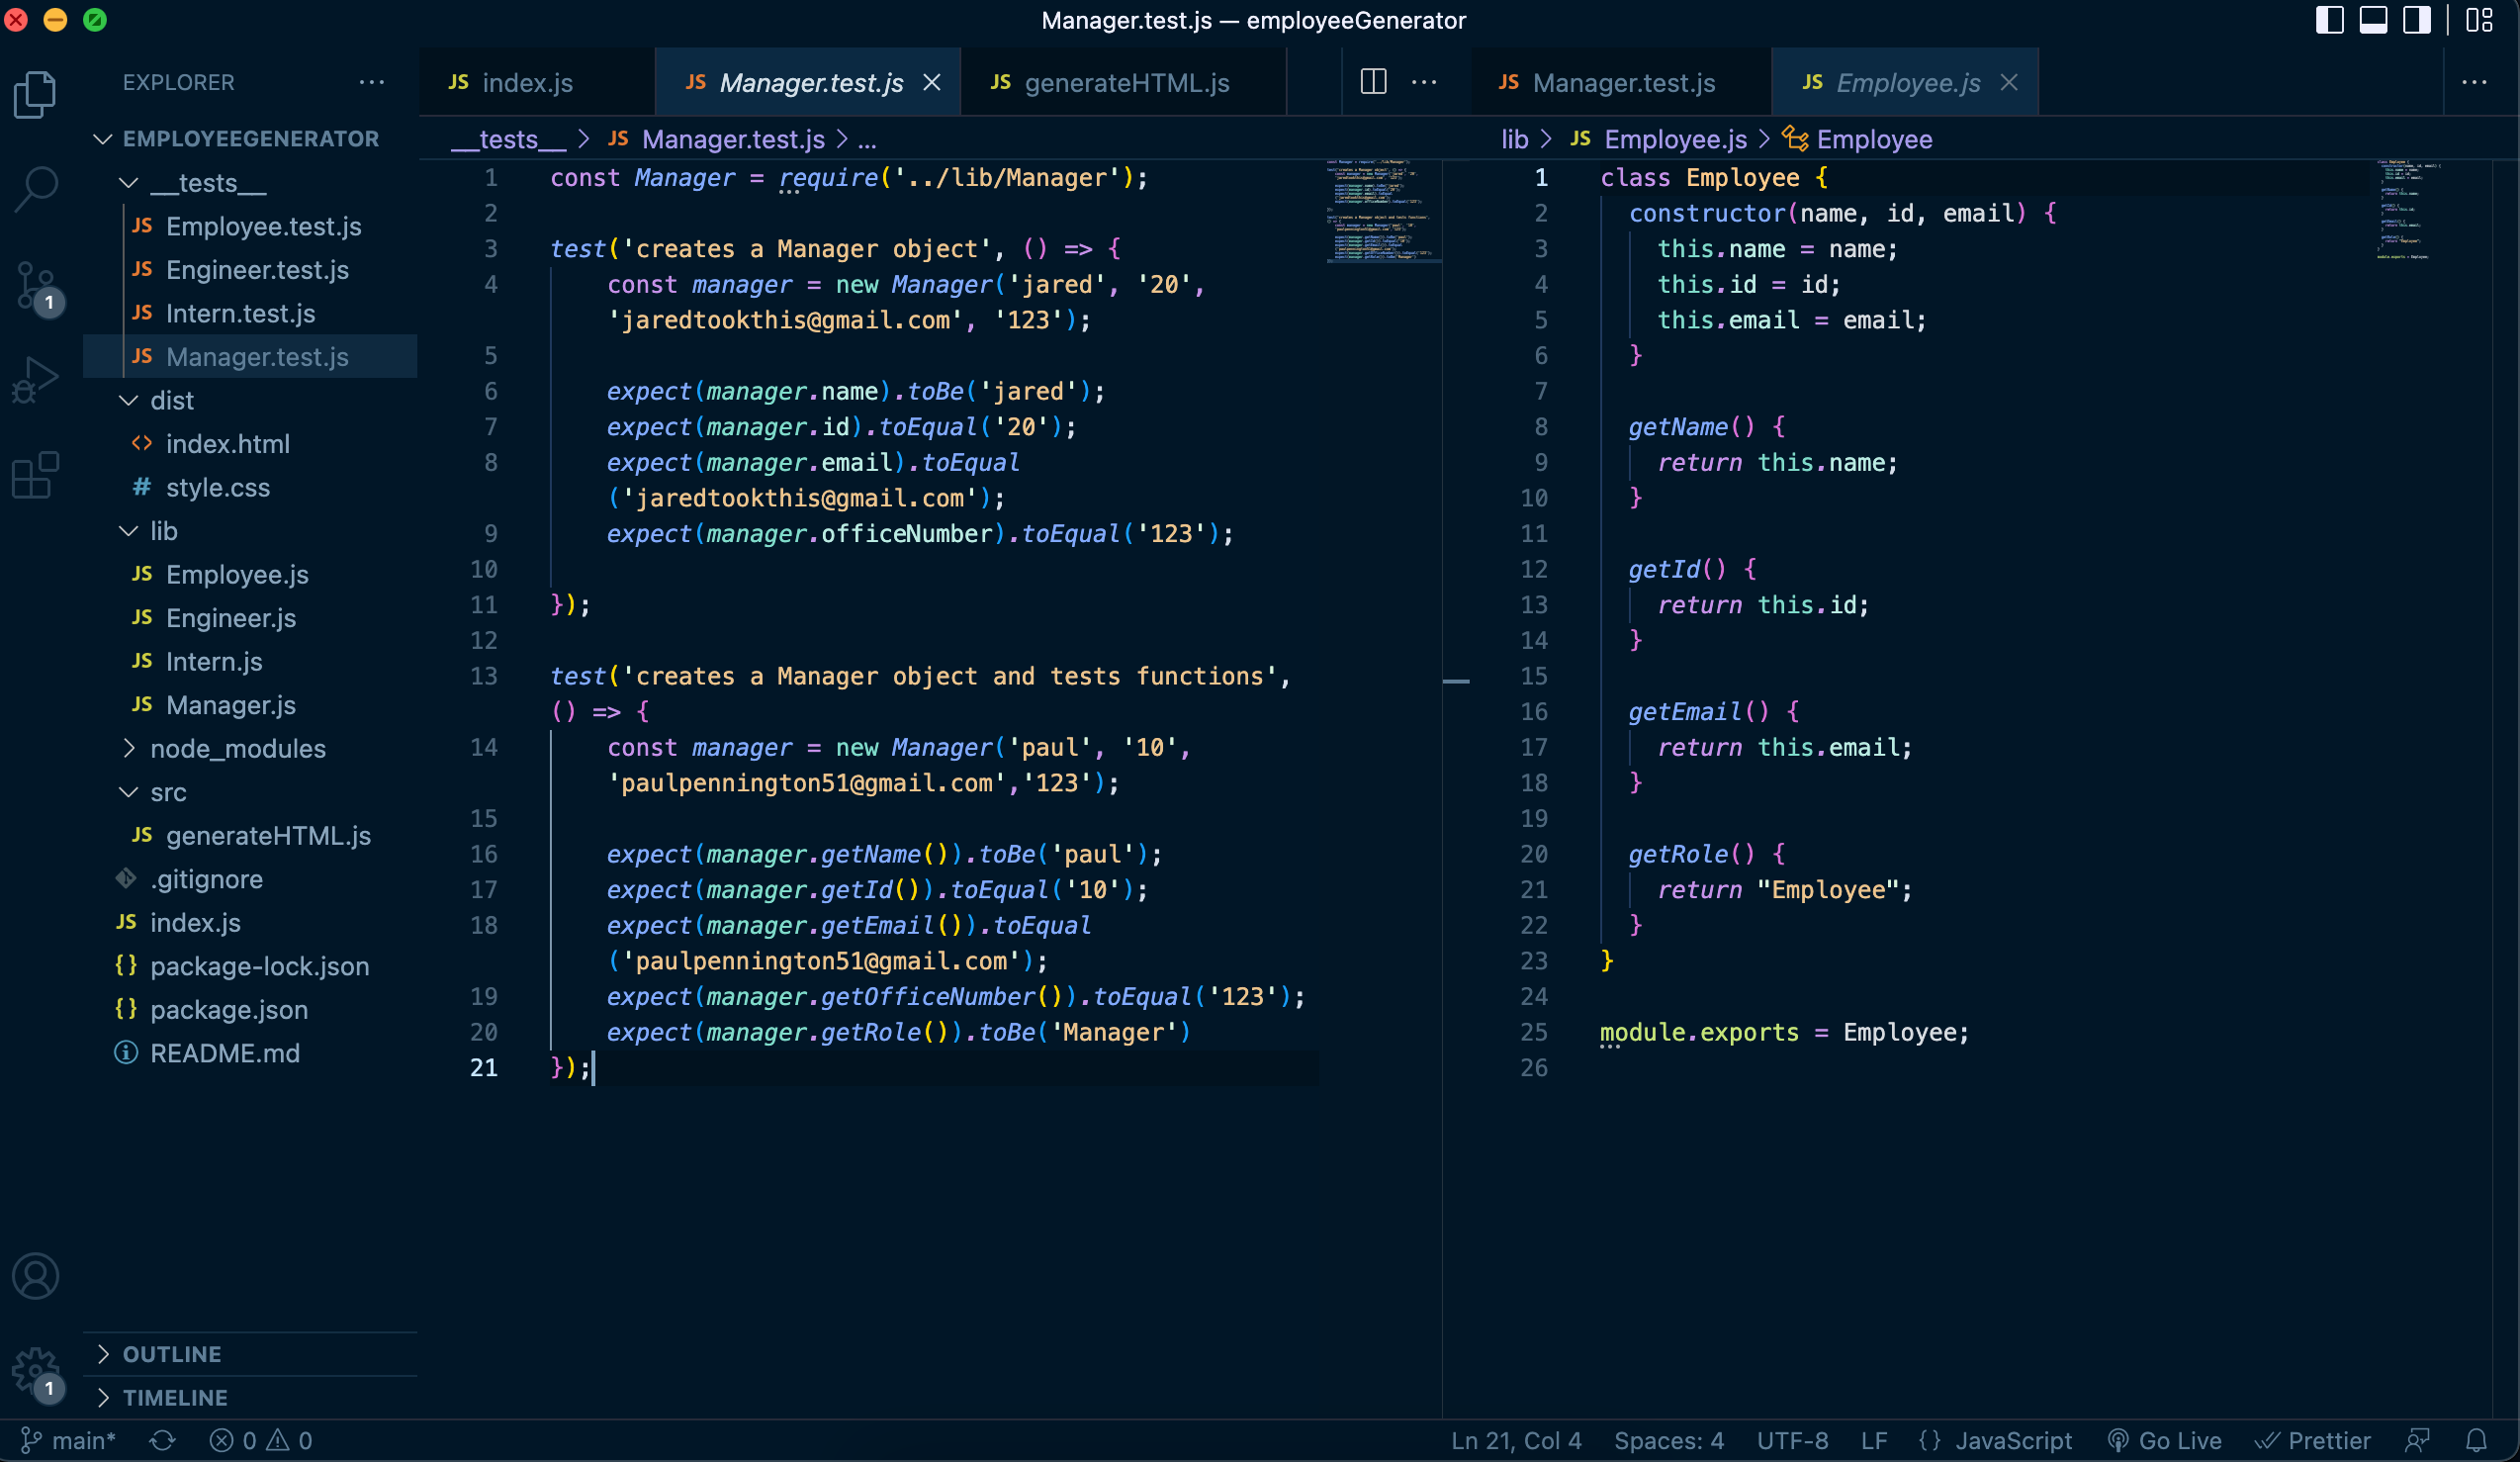 Manager.test.js — employeeGenerator
EXPLORER
EMPLOYEEGENERATOR
__tests__
Employee.test.js
Engineer.test.js
Intern.test.js
Manager.test.js
dist
index.html
style.css
lib
Employee.js
Engineer.js
Intern.js
Manager.js
node_modules
src
generateHTML.js
.gitignore
index.js
package-lock.json
package.json
README.md
OUTLINE
TIMELINE
1
1
JS index.js
JS Manager.test.js
JS generateHTML.js
__tests__ > JS Manager.test.js > ...
1 const Manager = require('../lib/Manager');
2
3 test('creates a Manager object', () => {
4 const manager = new Manager('jared', '20',
'jaredtookthis@gmail.com', '123');
5
6 expect(manager.name).toBe('jared');
7 expect(manager.id).toEqual('20');
8 expect(manager.email).toEqual
('jaredtookthis@gmail.com');
9 expect(manager.officeNumber).toEqual('123');
10
11 });
12
13 test('creates a Manager object and tests functions',
() => {
14 const manager = new Manager('paul', '10',
'paulpennington51@gmail.com','123');
15
16 expect(manager.getName()).toBe('paul');
17 expect(manager.getId()).toEqual('10');
18 expect(manager.getEmail()).toEqual
('paulpennington51@gmail.com');
19 expect(manager.getOfficeNumber()).toEqual('123');
20 expect(manager.getRole()).toBe('Manager')
21 });
JS Manager.test.js
JS Employee.js
lib > JS Employee.js > Employee
1 class Employee {
2 constructor(name, id, email) {
3 this.name = name;
4 this.id = id;
5 this.email = email;
6 }
7
8 getName() {
9 return this.name;
10 }
11
12 getId() {
13 return this.id;
14 }
15
16 getEmail() {
17 return this.email;
18 }
19
20 getRole() {
21 return "Employee";
22 }
23 }
24
25 module.exports = Employee;
26
main* 0 0
Ln 21, Col 4 Spaces: 4 UTF-8 LF {} JavaScript Go Live Prettier